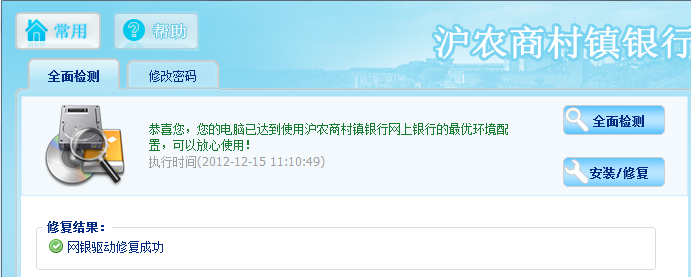 常用
帮助
沪农商村镇银行
全面检测
修改密码
恭喜您，您的电脑已达到使用沪农商村镇银行网上银行的最优环境配
置，可以放心使用！
执行时间(2012-12-15 11:10:49)
全面检测
安装/修复
修复结果：
网银驱动修复成功